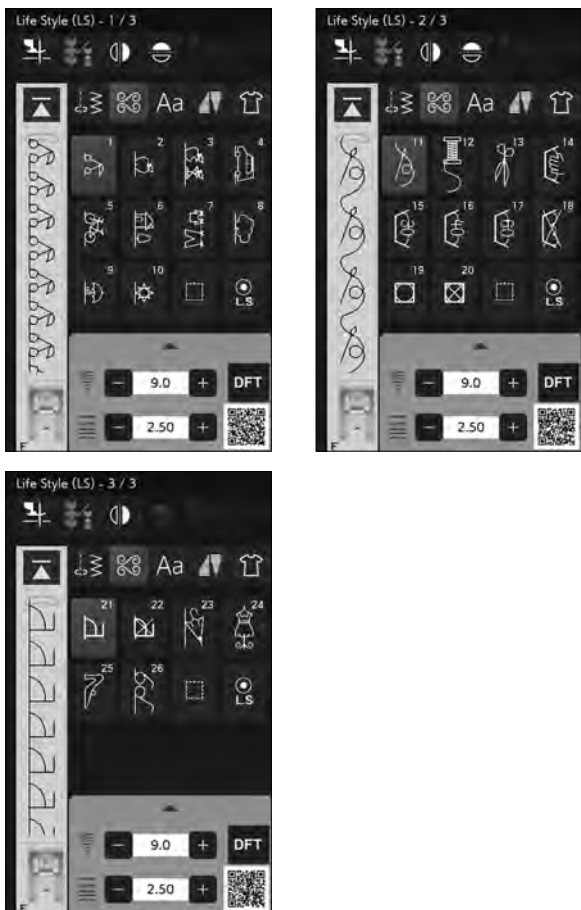 Life Style (LS) - 1 / 3
Aa
1 2 3 4
5 6 7 8
9 10 L.S
9.0 DFT
2.50
F
Life Style (LS) - 2 / 3
Aa
11 12 13 14
15 16 17 18
19 20 L.S
9.0 DFT
2.50
F
Life Style (LS) - 3 / 3
Aa
21 22 23 24
25 26 L.S
9.0 DFT
2.50
F